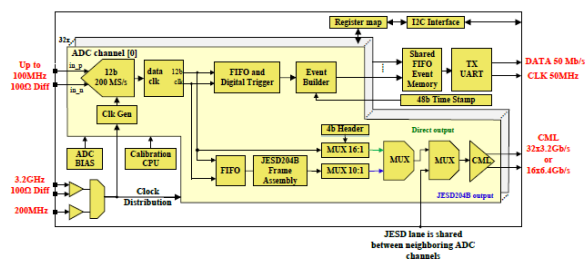 Register map
I2C Interface
32x
ADC channel [0]
Up to
100MHz
100Ω Diff
in_p
in_n
12b
200 MS/s
data
clk
12b
clk
FIFO and
Digital Trigger
Event
Builder
Shared
FIFO
Event
Memory
TX
UART
DATA 50 Mb/s
CLK 50MHz
48b Time Stamp
Clk Gen
4b Header
Direct output
ADC
BIAS
Calibration
CPU
FIFO
JESD204B
Frame
Assembly
MUX 16:1
MUX 10:1
MUX
MUX
CML
CML
32x3.2Gb/s
or
16x6.4Gb/s
3.2GHz
100Ω Diff
200MHz
Clock
Distribution
JESD204B output
JESD lane is shared
between neighboring ADC
channels